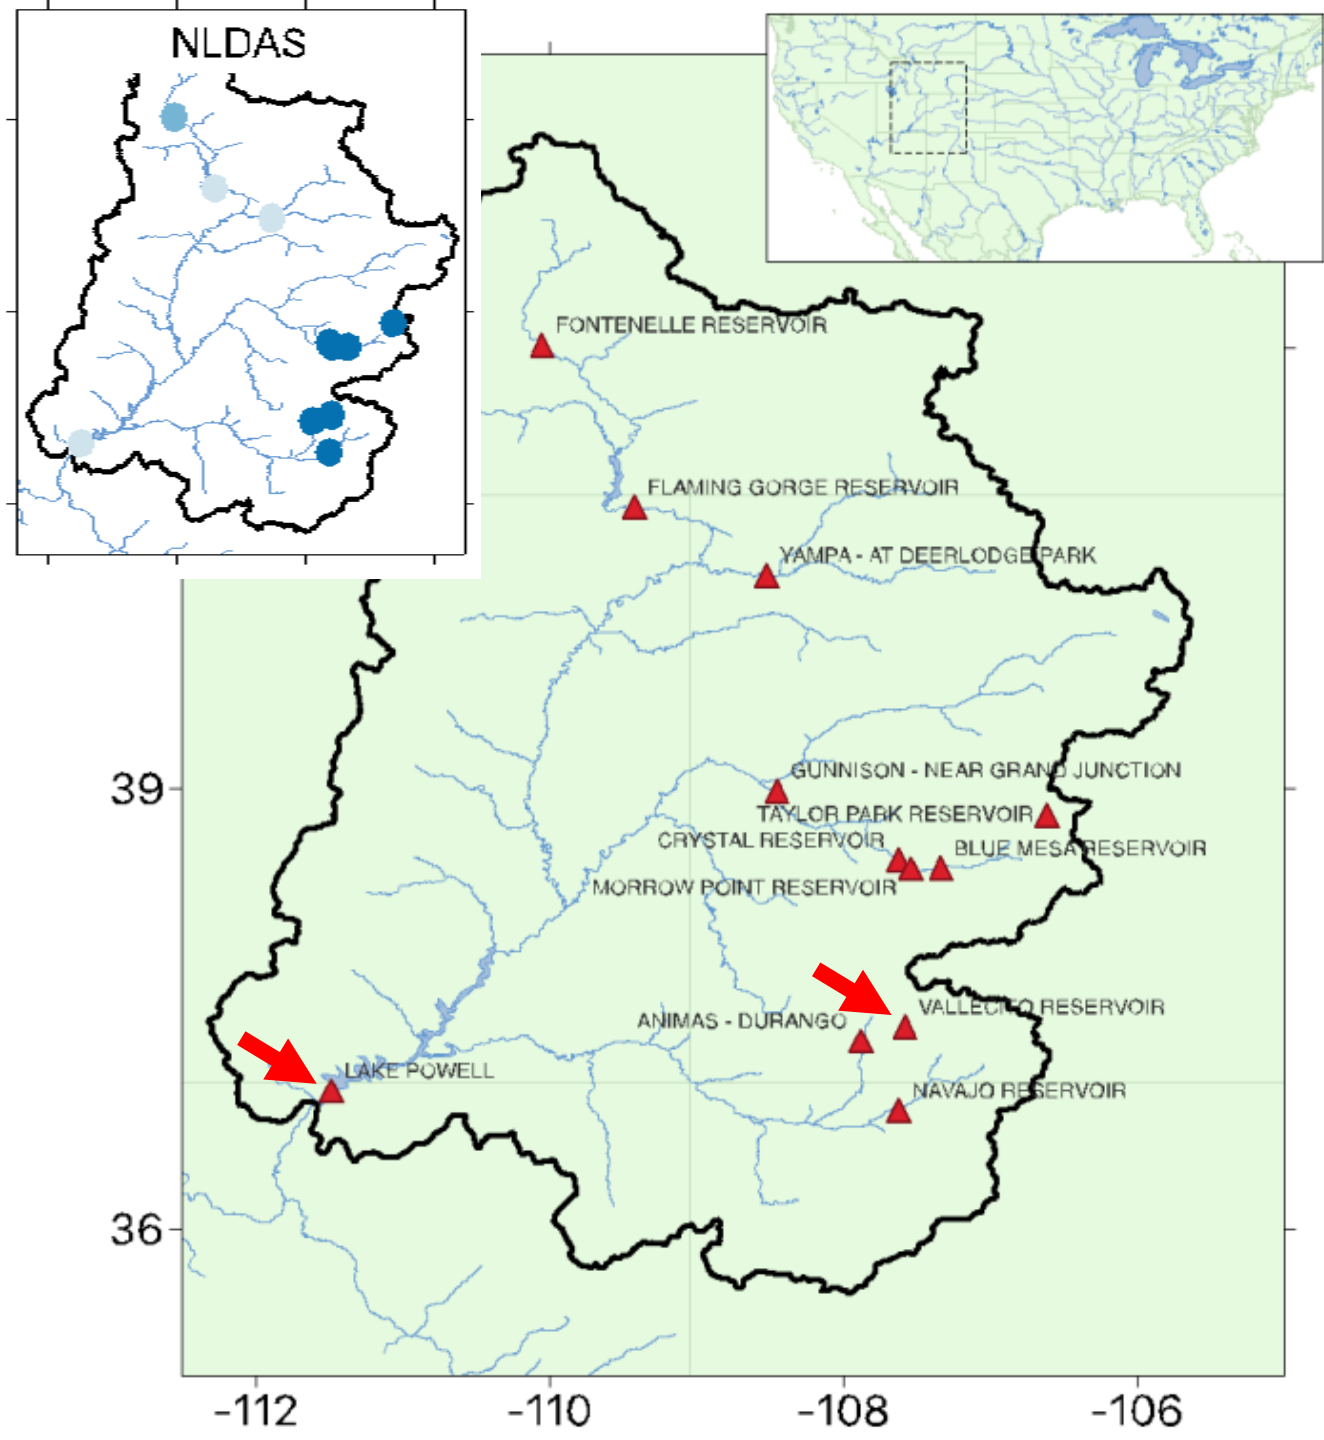 NLDAS
FONTENELLE RESERVOIR
FLAMING GORGE RESERVOIR
YAMPA - AT DEERLODGE PARK
GUNNISON - NEAR GRAND JUNCTION
39
TAYLOR PARK RESERVOIR
CRYSTAL RESERVOIR
BLUE MESA RESERVOIR
MORROW POINT RESERVOIR
VALLECITO RESERVOIR
ANIMAS - DURANGO
LAKE POWELL
NAVAJO RESERVOIR
36
-112 -110 -108 -106